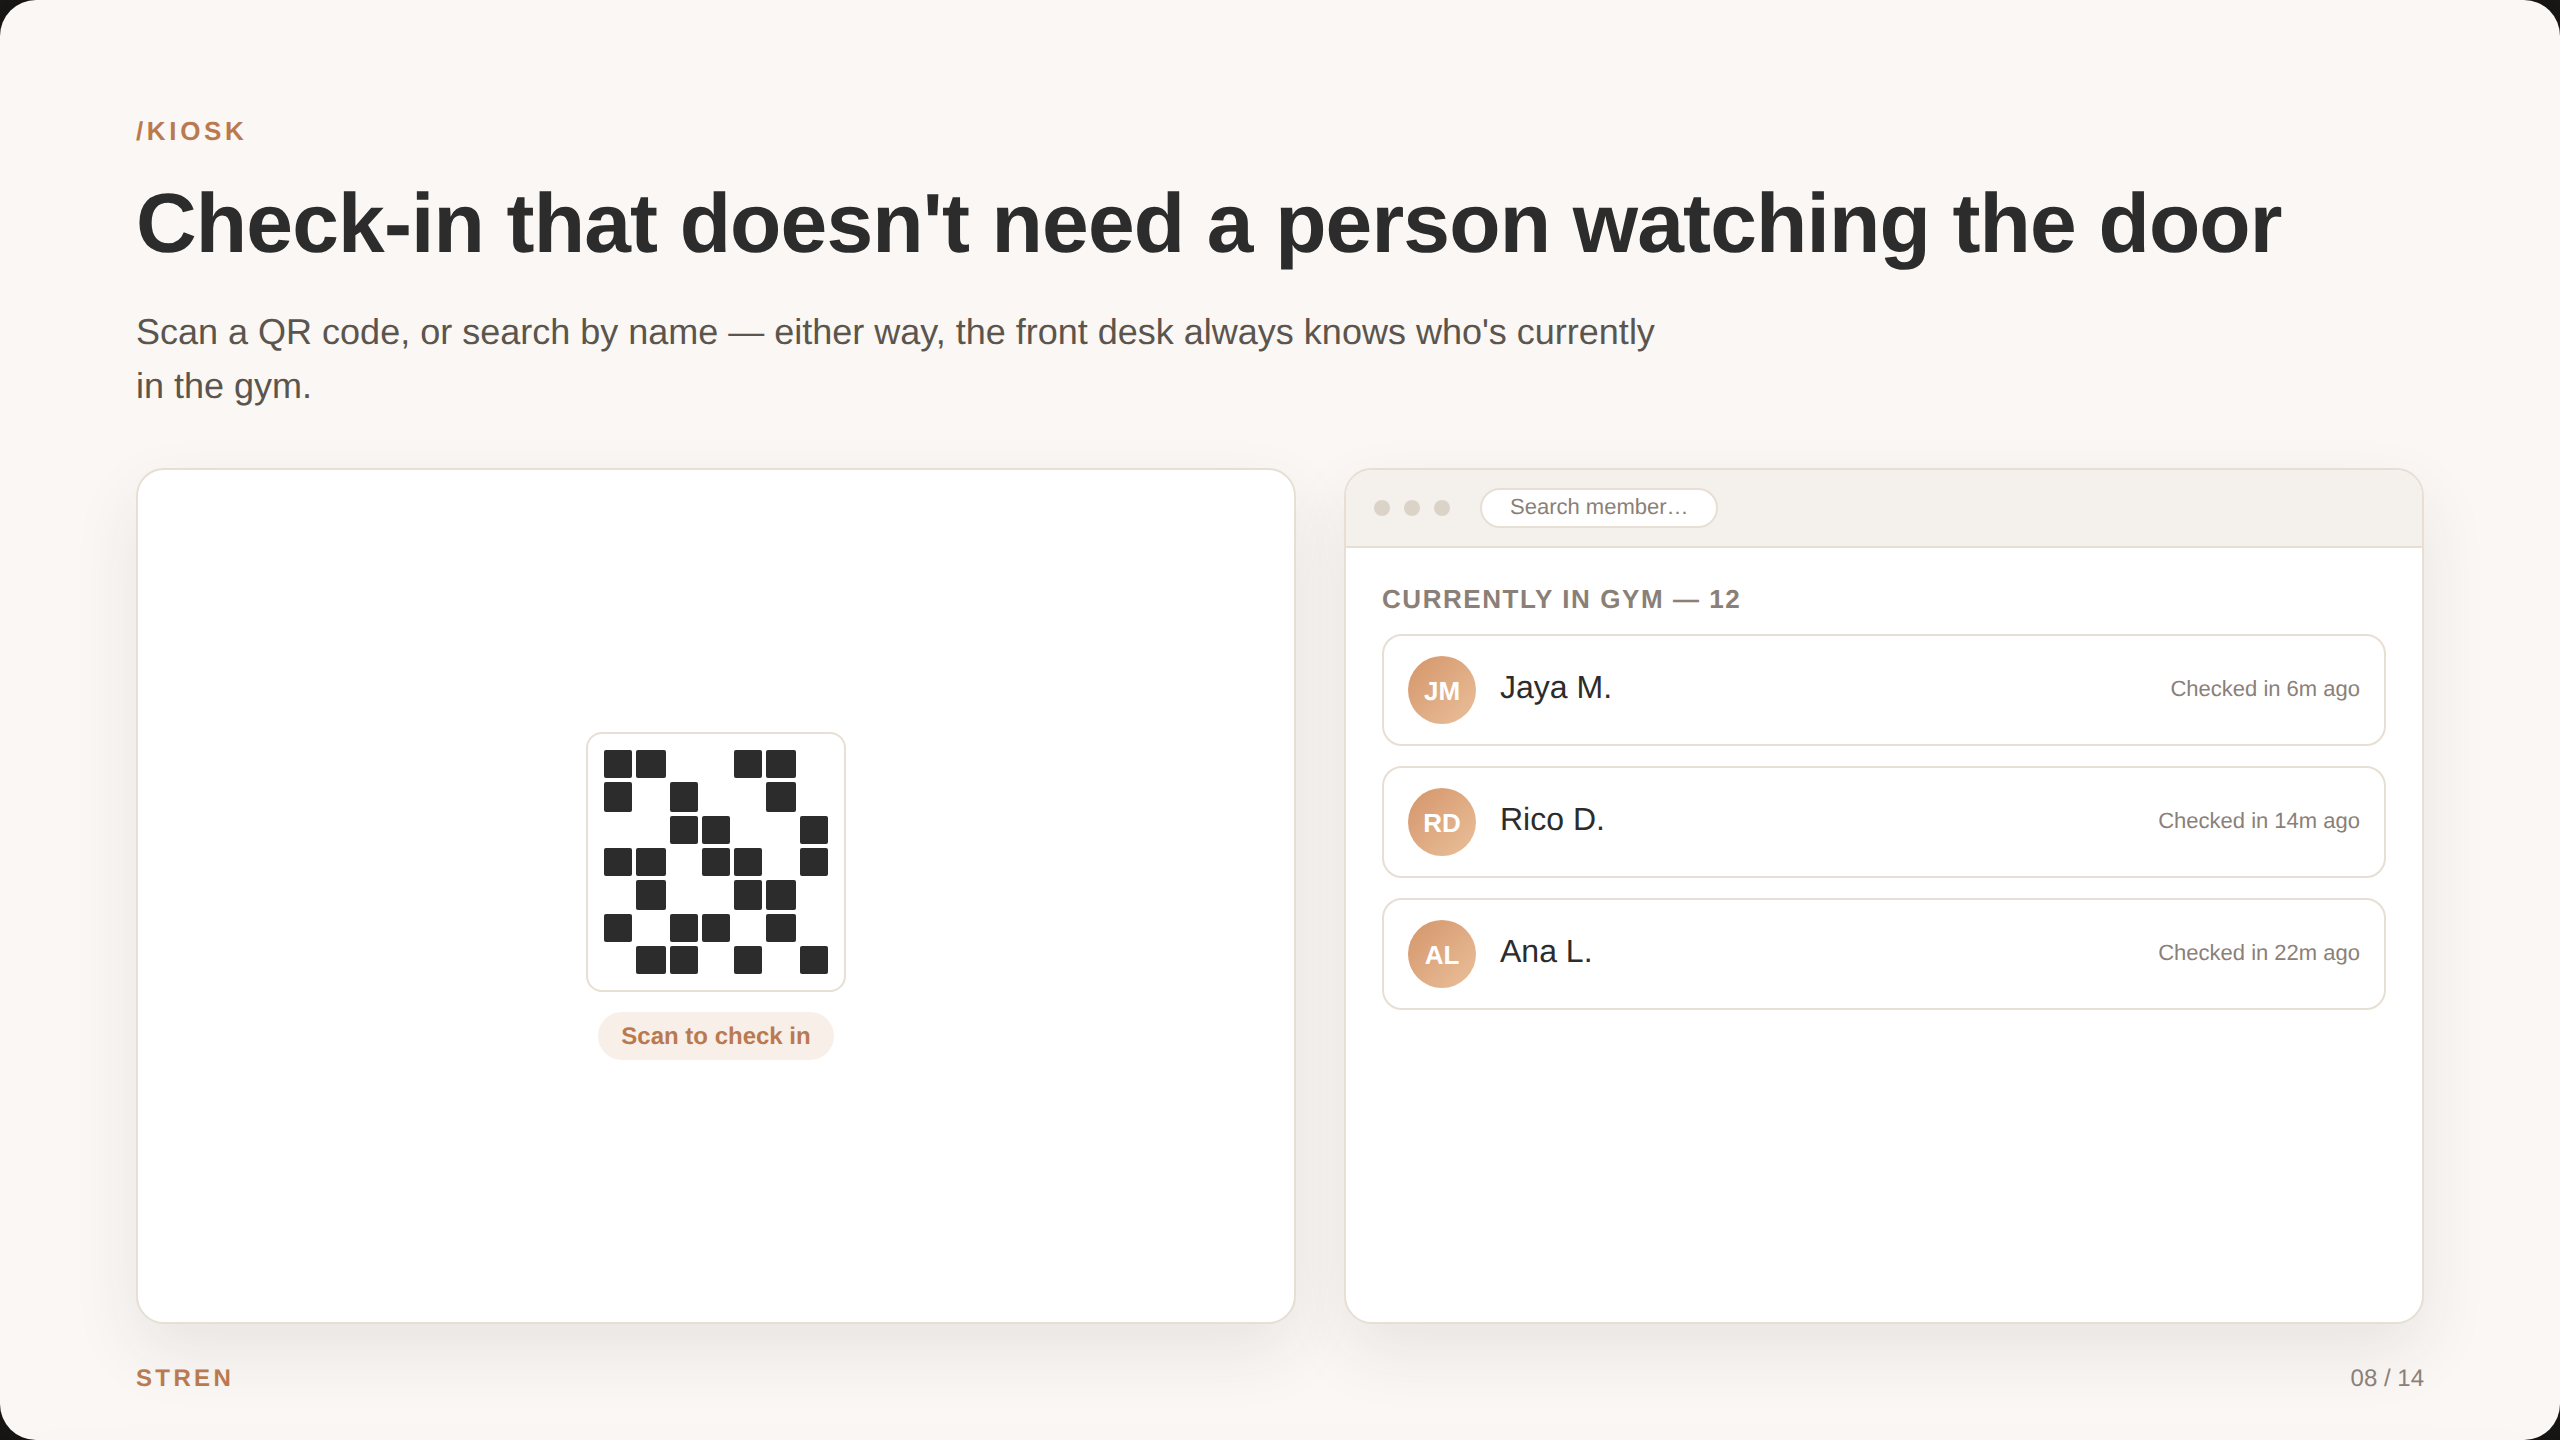 /KIOSK
Check-in that doesn't need a person watching the door
Scan a QR code, or search by name — either way, the front desk always knows who's currently
in the gym.
Scan to check in
Search member…
CURRENTLY IN GYM — 12
JM Jaya M. Checked in 6m ago
RD Rico D. Checked in 14m ago
AL Ana L. Checked in 22m ago
STREN
08 / 14